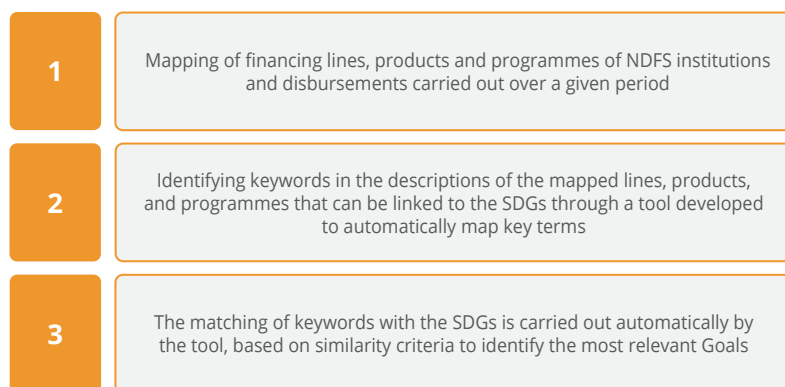 1
Mapping of financing lines, products and programmes of NDFS institutions
and disbursements carried out over a given period
2
Identifying keywords in the descriptions of the mapped lines, products,
and programmes that can be linked to the SDGs through a tool developed
to automatically map key terms
3
The matching of keywords with the SDGs is carried out automatically by
the tool, based on similarity criteria to identify the most relevant Goals